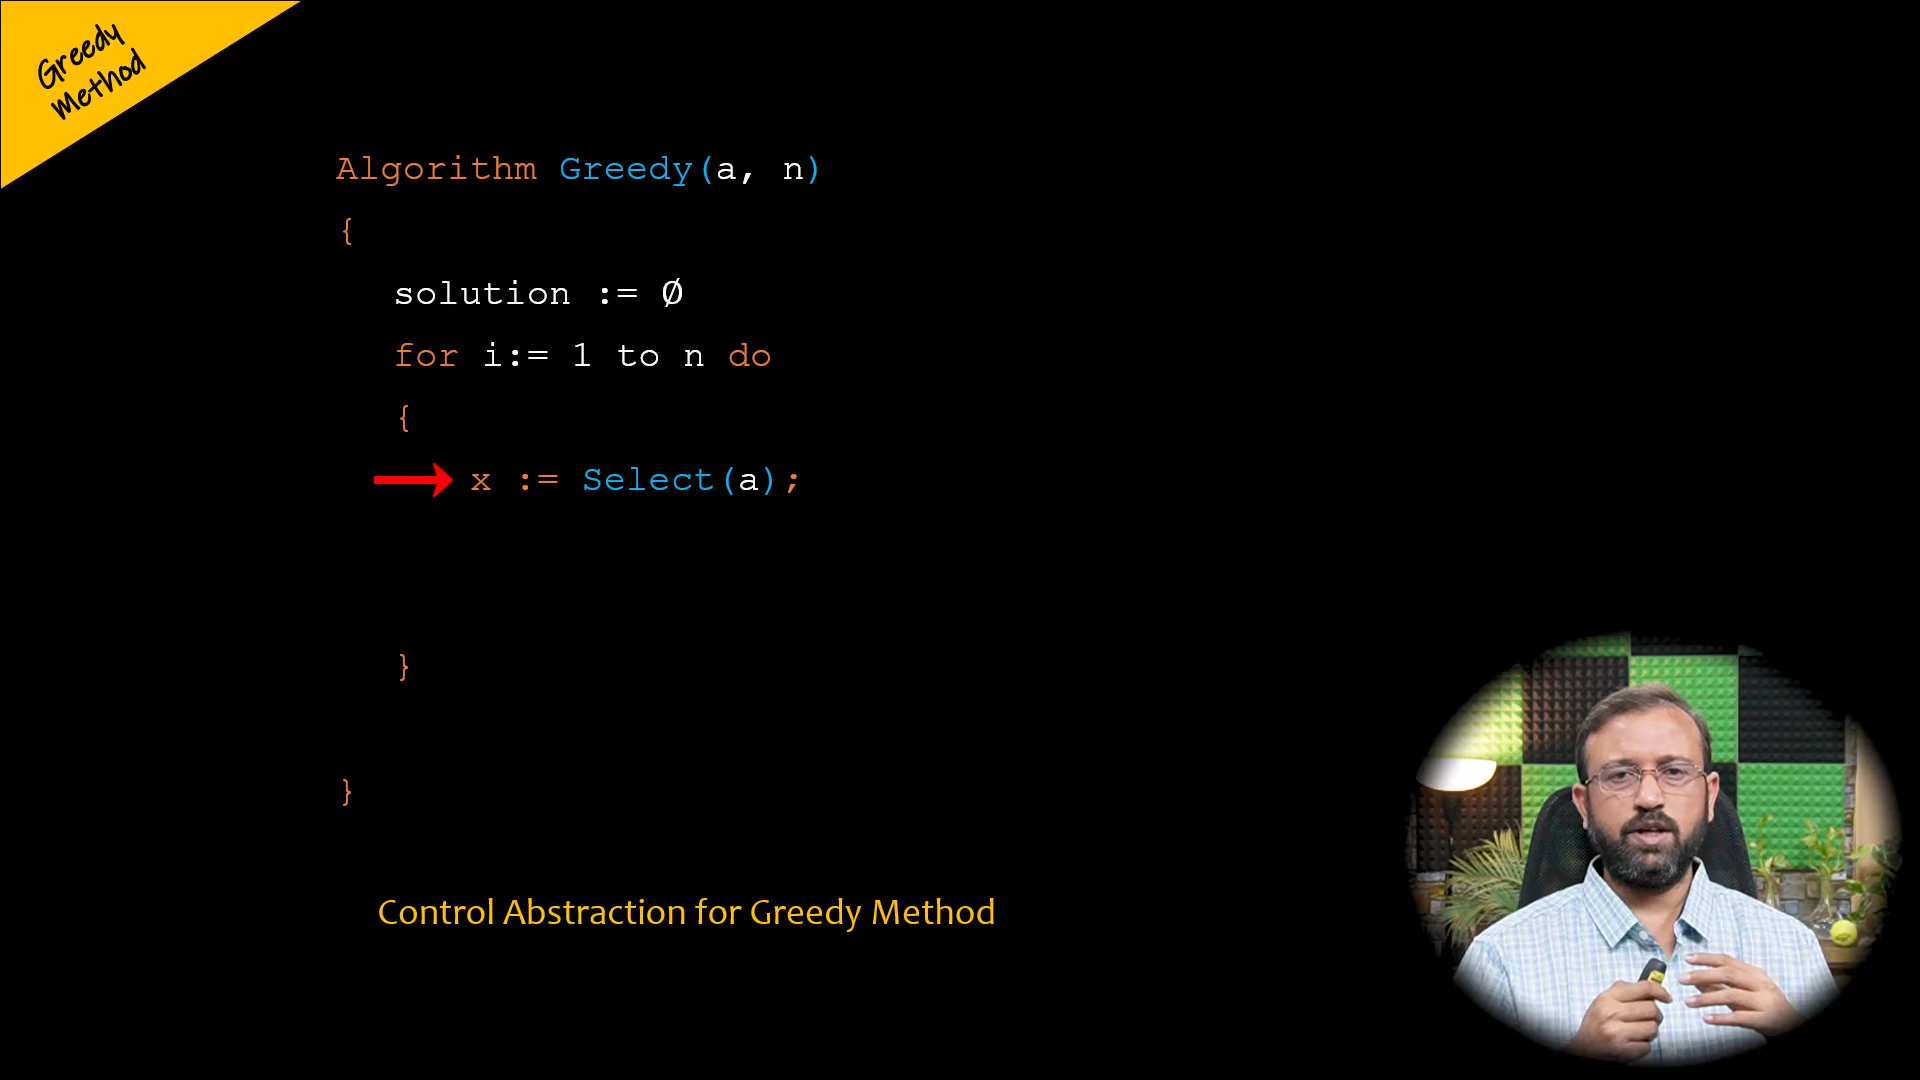 Greedy
Method
Algorithm Greedy(a, n)
{
solution := Ø
for i:= 1 to n do
{
x := Select(a);
}
}
Control Abstraction for Greedy Method